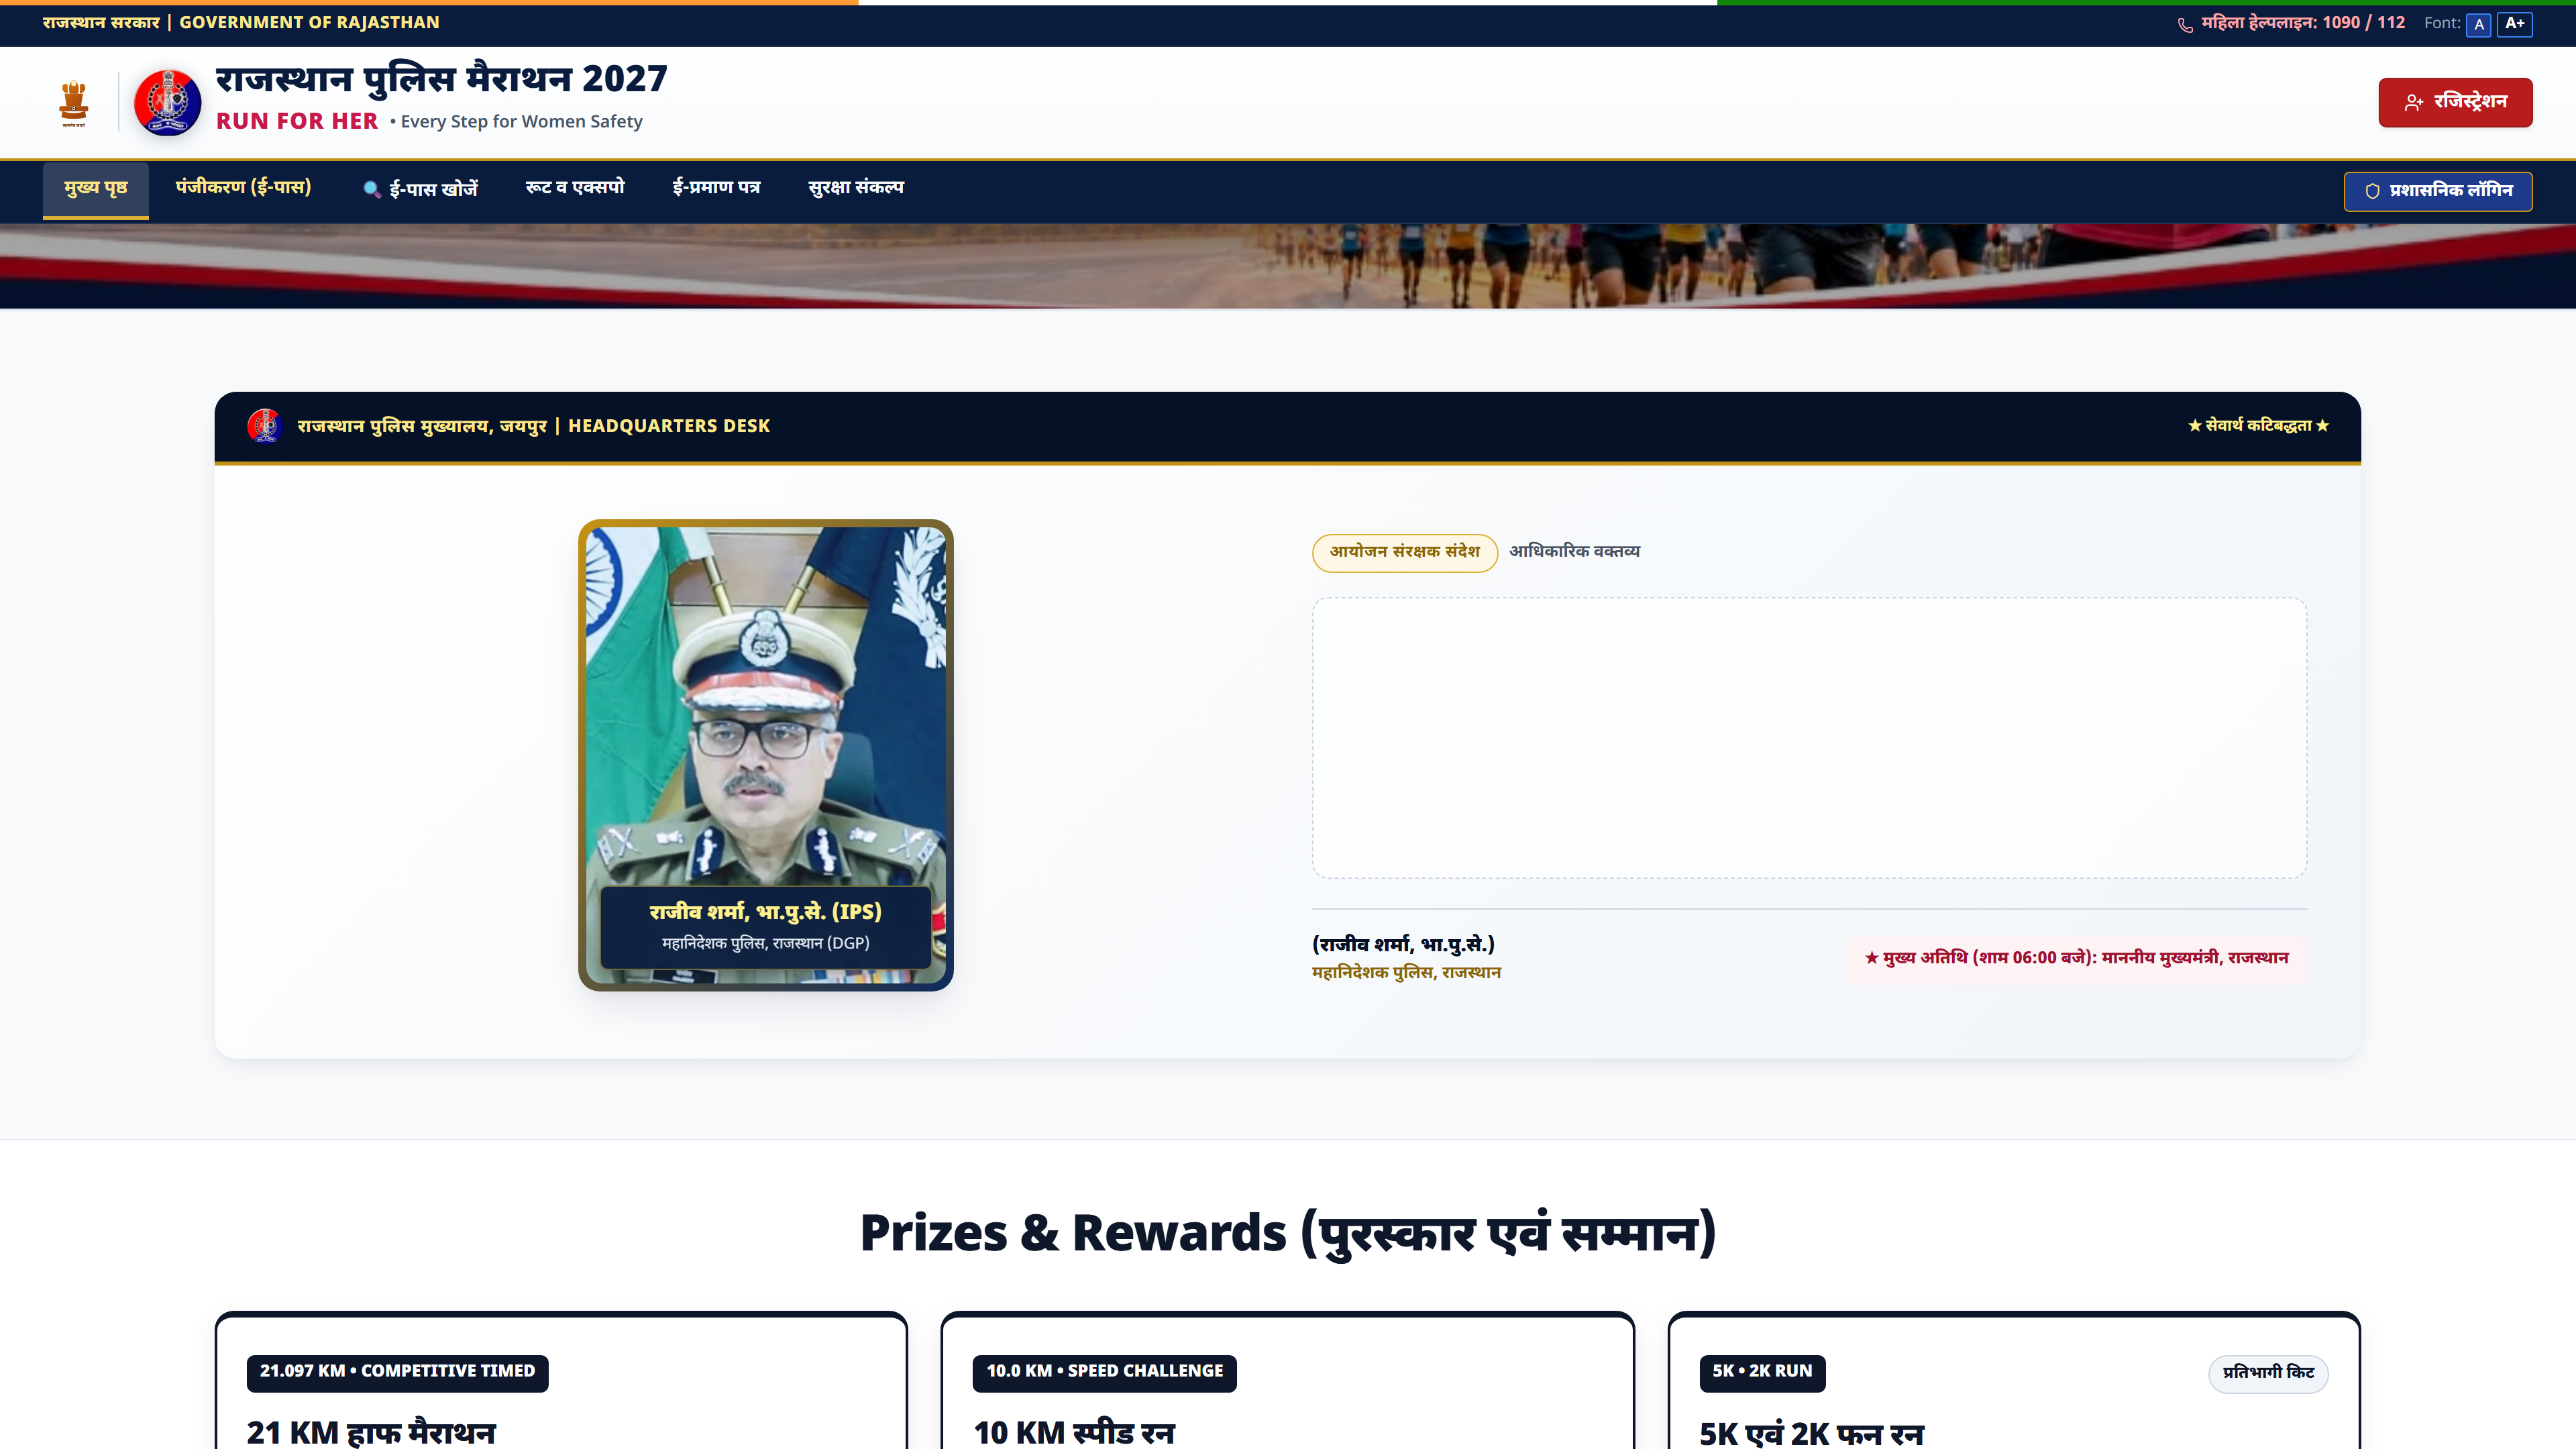 राजस्थान सरकार | GOVERNMENT OF RAJASTHAN
महिला हेल्पलाइन: 1090 / 112
Font: A A+
राजस्थान पुलिस मैराथन 2027
RUN FOR HER • Every Step for Women Safety
रजिस्ट्रेशन
मुख्य पृष्ठ
पंजीकरण (ई-पास)
ई-पास खोजें
रूट व एक्सपो
ई-प्रमाण पत्र
सुरक्षा संकल्प
प्रशासनिक लॉगिन
राजस्थान पुलिस मुख्यालय, जयपुर | HEADQUARTERS DESK
★ सेवार्थ कटिबद्धता ★
राजीव शर्मा, भा.पु.से. (IPS)
महानिदेशक पुलिस, राजस्थान (DGP)
आयोजन संरक्षक संदेश
आधिकारिक वक्तव्य
(राजीव शर्मा, भा.पु.से.)
महानिदेशक पुलिस, राजस्थान
★ मुख्य अतिथि (शाम 06:00 बजे): माननीय मुख्यमंत्री, राजस्थान
Prizes & Rewards (पुरस्कार एवं सम्मान)
21.097 KM • COMPETITIVE TIMED
21 KM हाफ मैराथन
10.0 KM • SPEED CHALLENGE
10 KM स्पीड रन
5K • 2K RUN
प्रतिभागी किट
5K एवं 2K फन रन